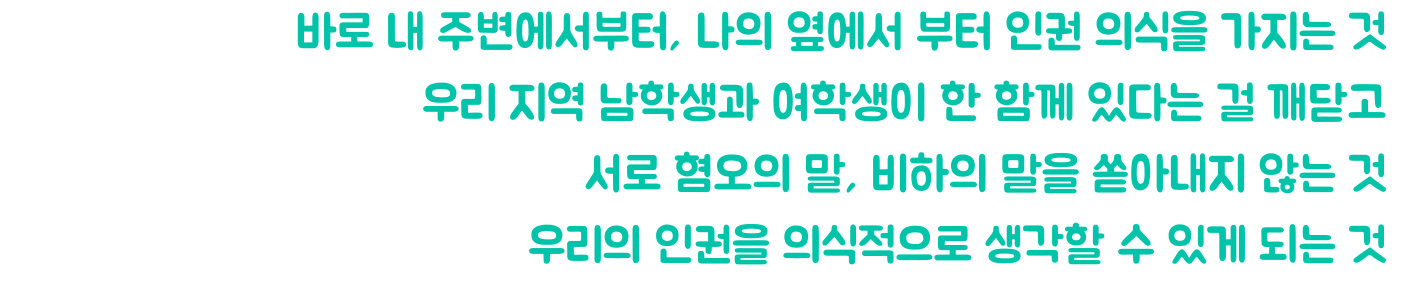 바로 내 주변에서부터, 나의 옆에서 부터 인권 의식을 가지는 것
우리 지역 남학생과 여학생이 한 함께 있다는 걸 깨닫고
서로 혐오의 말, 비하의 말을 쏟아내지 않는 것
우리의 인권을 의식적으로 생각할 수 있게 되는 것